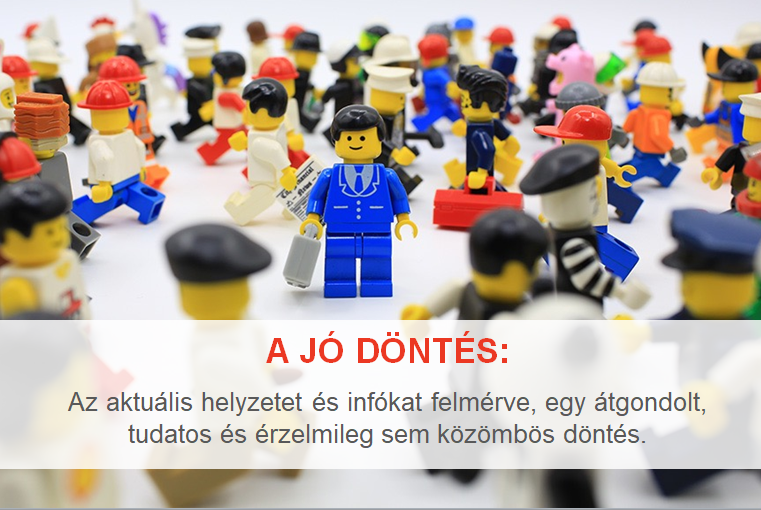 A JÓ DÖNTÉS:
Az aktuális helyzetet és infókat felmérve, egy átgondolt,
tudatos és érzelmileg sem közömbös döntés.